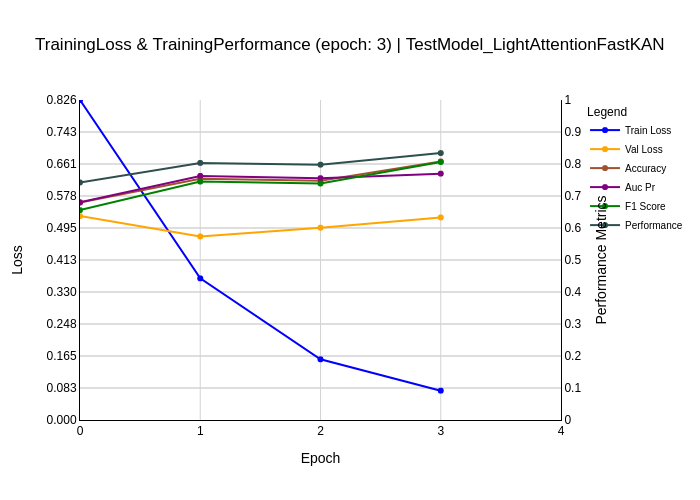 TrainingLoss & TrainingPerformance (epoch: 3) | TestModel_LightAttentionFastKAN
Legend
Train Loss
Val Loss
Accuracy
Auc Pr
F1 Score
Performance
Loss
0.826
0.743
0.661
0.578
0.495
0.413
0.330
0.248
0.165
0.083
0.000
1
0.9
0.8
0.7
0.6
0.5
0.4
0.3
0.2
0.1
0
Performance Metrics
0 1 2 3 4
Epoch